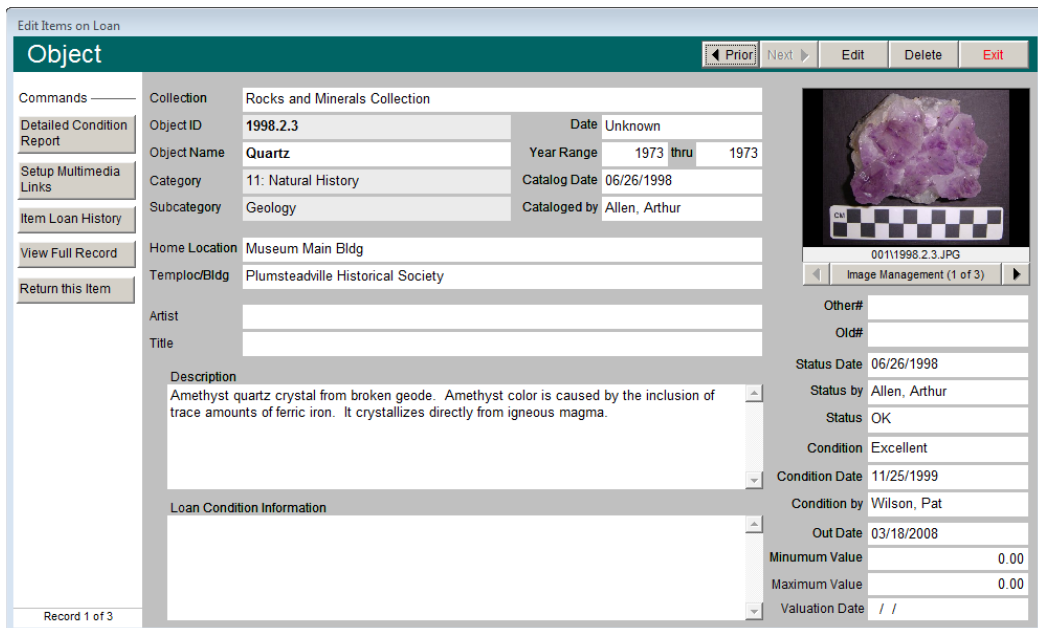 Edit Items on Loan
Object
Prior Next Edit Delete Exit
Commands
Detailed Condition
Report
Setup Multimedia
Links
Item Loan History
View Full Record
Return this Item
Record 1 of 3
Collection Rocks and Minerals Collection
Object ID 1998.2.3 Date Unknown
Object Name Quartz Year Range 1973 thru 1973
Category 11: Natural History Catalog Date 06/26/1998
Subcategory Geology Cataloged by Allen, Arthur
Home Location Museum Main Bldg
Temploc/Bldg Plumsteadville Historical Society
Artist
Title
Description
Amethyst quartz crystal from broken geode. Amethyst color is caused by the inclusion of
trace amounts of ferric iron. It crystallizes directly from igneous magma.
Loan Condition Information
CM
001\1998.2.3.JPG
Image Management (1 of 3)
Other#
Old#
Status Date 06/26/1998
Status by Allen, Arthur
Status OK
Condition Excellent
Condition Date 11/25/1999
Condition by Wilson, Pat
Out Date 03/18/2008
Minumum Value 0.00
Maximum Value 0.00
Valuation Date / /